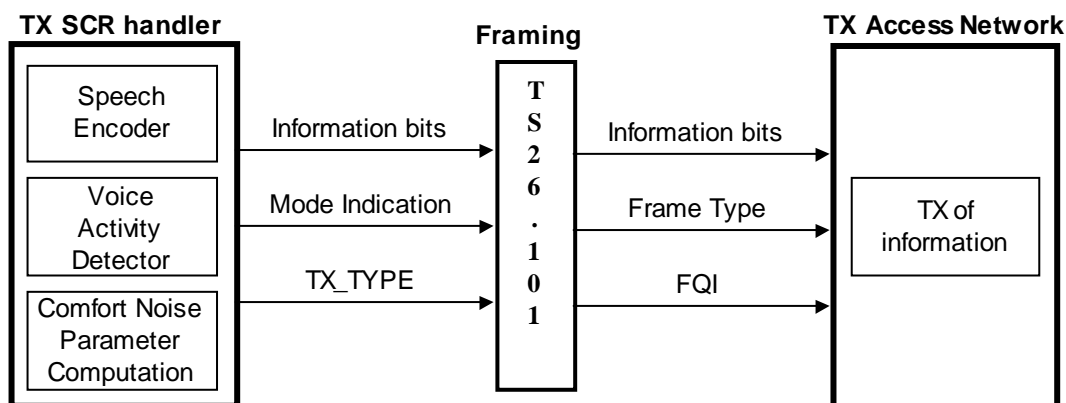 TX SCR handler
Framing
TX Access Network
Speech
Encoder
Voice
Activity
Detector
Comfort Noise
Parameter
Computation
Information bits
Mode Indication
TX_TYPE
T
S
2
6
.
1
0
1
Information bits
Frame Type
FQI
TX of
information